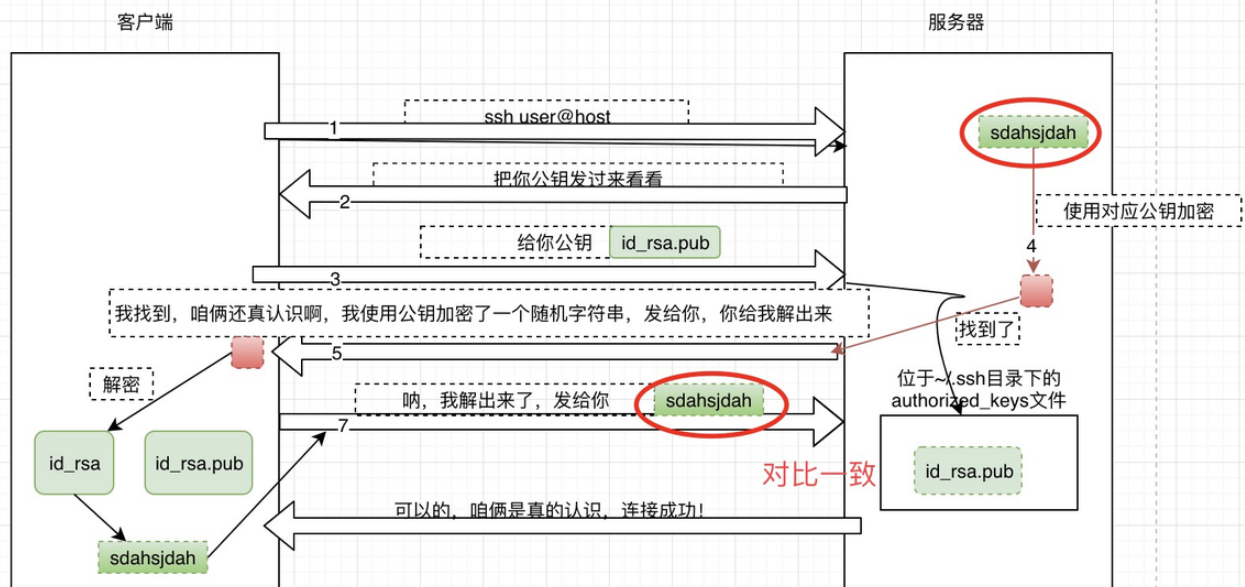 客户端
服务器
ssh user@host
1
sdahsjdah
把你公钥发过来看看
2
使用对应公钥加密
给你公钥 id_rsa.pub
4
3
我找到，咱俩还真认识啊，我使用公钥加密了一个随机字符串，发给你，你给我解出来
找到了
5
解密
位于~/.ssh目录下的
authorized_keys文件
呐，我解出来了，发给你 sdahsjdah
7
id_rsa
id_rsa.pub
对比一致
id_rsa.pub
可以的，咱俩是真的认识，连接成功！
sdahsjdah